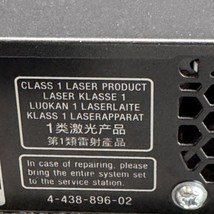 CLASS 1 LASER PRODUCT
LASER KLASSE 1
LUOKAN 1 LASERLAITE
KLASS 1 LASERAPPARAT
1类激光产品
第1類雷射產品
In case of repairing, please
bring the entire system set
to the service station.
4-438-896-02